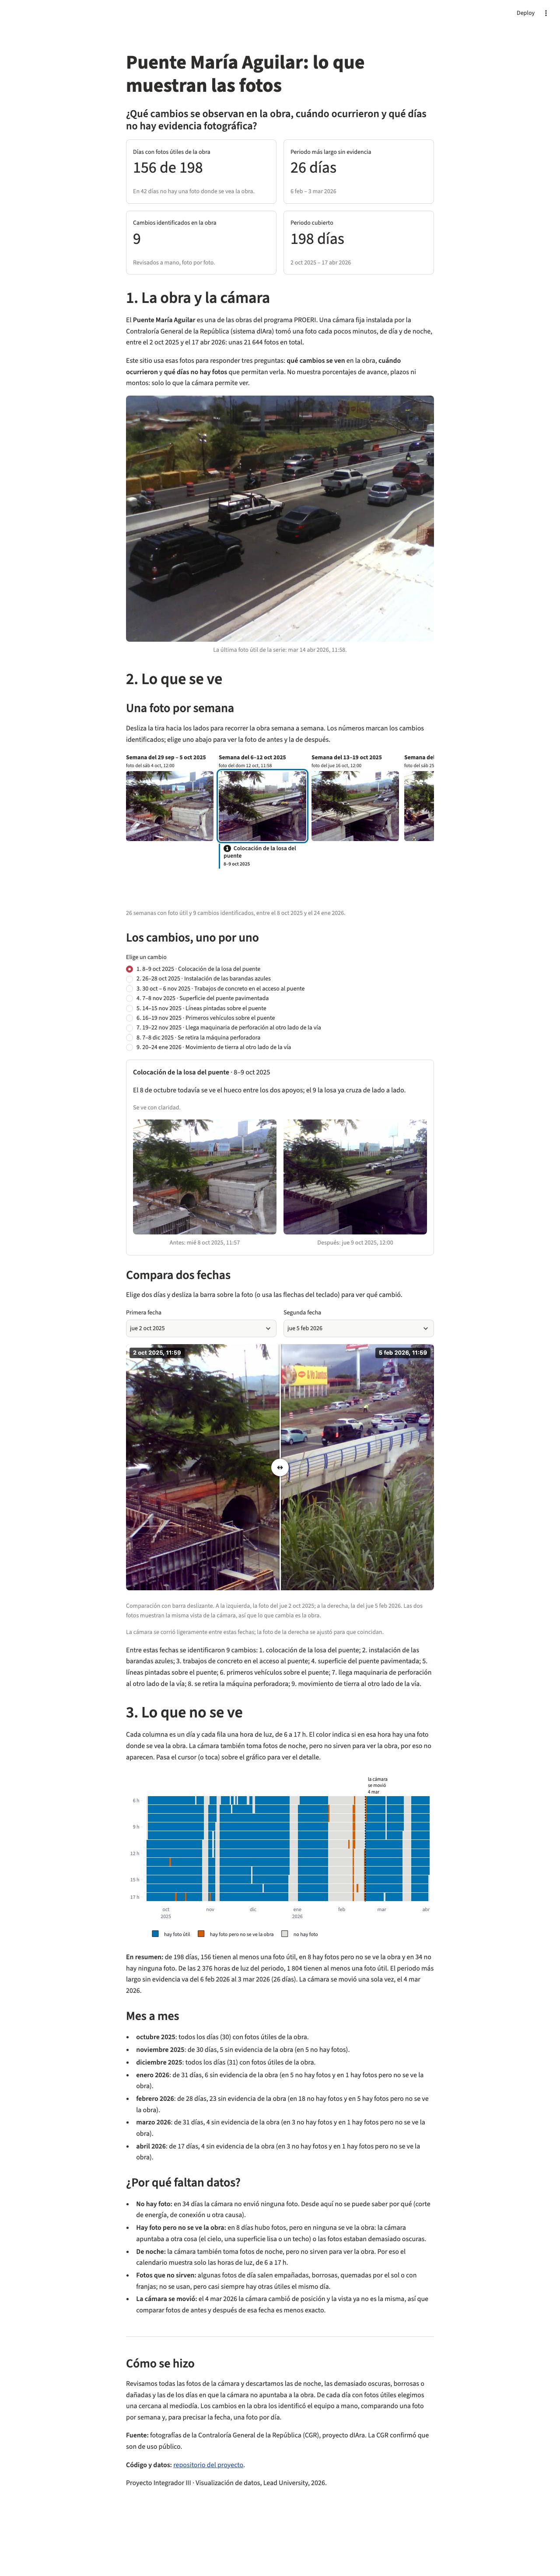 Deploy
Puente María Aguilar: lo que
muestran las fotos
¿Qué cambios se observan en la obra, cuándo ocurrieron y qué días
no hay evidencia fotográfica?
Días con fotos útiles de la obra
156 de 198
En 42 días no hay una foto donde se vea la obra.
Periodo más largo sin evidencia
26 días
6 feb – 3 mar 2026
Cambios identificados en la obra
9
Revisados a mano, foto por foto.
Periodo cubierto
198 días
2 oct 2025 – 17 abr 2026
1. La obra y la cámara
El Puente María Aguilar es una de las obras del programa PROERI. Una cámara fija instalada por la
Contraloría General de la República (sistema dIAra) tomó una foto cada pocos minutos, de día y de noche,
entre el 2 oct 2025 y el 17 abr 2026: unas 21 644 fotos en total.
Este sitio usa esas fotos para responder tres preguntas: qué cambios se ven en la obra, cuándo
ocurrieron y qué días no hay fotos que permitan verla. No muestra porcentajes de avance, plazos ni
montos: solo lo que la cámara permite ver.
La última foto útil de la serie: mar 14 abr 2026, 11:58.
2. Lo que se ve
Una foto por semana
Desliza la tira hacia los lados para recorrer la obra semana a semana. Los números marcan los cambios
identificados; elige uno abajo para ver la foto de antes y la de después.
Semana del 29 sep – 5 oct 2025
foto del sáb 4 oct, 12:00
Semana del 6–12 oct 2025
foto del dom 12 oct, 11:58
Semana del 13–19 oct 2025
foto del jue 16 oct, 12:00
Semana del
foto del sáb 25
1 Colocación de la losa del
puente
8–9 oct 2025
26 semanas con foto útil y 9 cambios identificados, entre el 8 oct 2025 y el 24 ene 2026.
Los cambios, uno por uno
Elige un cambio
1. 8–9 oct 2025 · Colocación de la losa del puente
2. 26–28 oct 2025 · Instalación de las barandas azules
3. 30 oct – 6 nov 2025 · Trabajos de concreto en el acceso al puente
4. 7–8 nov 2025 · Superficie del puente pavimentada
5. 14–15 nov 2025 · Líneas pintadas sobre el puente
6. 16–19 nov 2025 · Primeros vehículos sobre el puente
7. 19–22 nov 2025 · Llega maquinaria de perforación al otro lado de la vía
8. 7–8 dic 2025 · Se retira la máquina perforadora
9. 20–24 ene 2026 · Movimiento de tierra al otro lado de la vía
Colocación de la losa del puente · 8–9 oct 2025
El 8 de octubre todavía se ve el hueco entre los dos apoyos; el 9 la losa ya cruza de lado a lado.
Se ve con claridad.
Antes: mié 8 oct 2025, 11:57
Después: jue 9 oct 2025, 12:00
Compara dos fechas
Elige dos días y desliza la barra sobre la foto (o usa las flechas del teclado) para ver qué cambió.
Primera fecha
Segunda fecha
jue 2 oct 2025
jue 5 feb 2026
2 oct 2025, 11:59
5 feb 2026, 11:59
Comparación con barra deslizante. A la izquierda, la foto del jue 2 oct 2025; a la derecha, la del jue 5 feb 2026. Las dos
fotos muestran la misma vista de la cámara, así que lo que cambia es la obra.
La cámara se corrió ligeramente entre estas fechas; la foto de la derecha se ajustó para que coincidan.
Entre estas fechas se identificaron 9 cambios: 1. colocación de la losa del puente; 2. instalación de las
barandas azules; 3. trabajos de concreto en el acceso al puente; 4. superficie del puente pavimentada; 5.
líneas pintadas sobre el puente; 6. primeros vehículos sobre el puente; 7. llega maquinaria de perforación
al otro lado de la vía; 8. se retira la máquina perforadora; 9. movimiento de tierra al otro lado de la vía.
3. Lo que no se ve
Cada columna es un día y cada fila una hora de luz, de 6 a 17 h. El color indica si en esa hora hay una foto
donde se vea la obra. La cámara también toma fotos de noche, pero no sirven para ver la obra, por eso no
aparecen. Pasa el cursor (o toca) sobre el gráfico para ver el detalle.
la cámara
se movió
4 mar
6 h
9 h
12 h
15 h
17 h
oct
2025
nov
dic
ene
2026
feb
mar
abr
hay foto útil
hay foto pero no se ve la obra
no hay foto
En resumen: de 198 días, 156 tienen al menos una foto útil, en 8 hay fotos pero no se ve la obra y en 34 no
hay ninguna foto. De las 2 376 horas de luz del periodo, 1 804 tienen al menos una foto útil. El periodo más
largo sin evidencia va del 6 feb 2026 al 3 mar 2026 (26 días). La cámara se movió una sola vez, el 4 mar
2026.
Mes a mes
octubre 2025: todos los días (30) con fotos útiles de la obra.
noviembre 2025: de 30 días, 5 sin evidencia de la obra (en 5 no hay fotos).
diciembre 2025: todos los días (31) con fotos útiles de la obra.
enero 2026: de 31 días, 6 sin evidencia de la obra (en 5 no hay fotos y en 1 hay fotos pero no se ve la
obra).
febrero 2026: de 28 días, 23 sin evidencia de la obra (en 18 no hay fotos y en 5 hay fotos pero no se ve
la obra).
marzo 2026: de 31 días, 4 sin evidencia de la obra (en 3 no hay fotos y en 1 hay fotos pero no se ve la
obra).
abril 2026: de 17 días, 4 sin evidencia de la obra (en 3 no hay fotos y en 1 hay fotos pero no se ve la
obra).
¿Por qué faltan datos?
No hay foto: en 34 días la cámara no envió ninguna foto. Desde aquí no se puede saber por qué (corte
de energía, de conexión u otra causa).
Hay foto pero no se ve la obra: en 8 días hubo fotos, pero en ninguna se ve la obra: la cámara
apuntaba a otra cosa (el cielo, una superficie lisa o un techo) o las fotos estaban demasiado oscuras.
De noche: la cámara también toma fotos de noche, pero no sirven para ver la obra. Por eso el
calendario muestra solo las horas de luz, de 6 a 17 h.
Fotos que no sirven: algunas fotos de día salen empañadas, borrosas, quemadas por el sol o con
franjas; no se usan, pero casi siempre hay otras útiles el mismo día.
La cámara se movió: el 4 mar 2026 la cámara cambió de posición y la vista ya no es la misma, así que
comparar fotos de antes y después de esa fecha es menos exacto.
Cómo se hizo
Revisamos todas las fotos de la cámara y descartamos las de noche, las demasiado oscuras, borrosas o
dañadas y las de los días en que la cámara no apuntaba a la obra. De cada día con fotos útiles elegimos
una cercana al mediodía. Los cambios en la obra los identificó el equipo a mano, comparando una foto
por semana y, para precisar la fecha, una foto por día.
Fuente: fotografías de la Contraloría General de la República (CGR), proyecto dIAra. La CGR confirmó que
son de uso público.
Código y datos: repositorio del proyecto.
Proyecto Integrador III · Visualización de datos, Lead University, 2026.